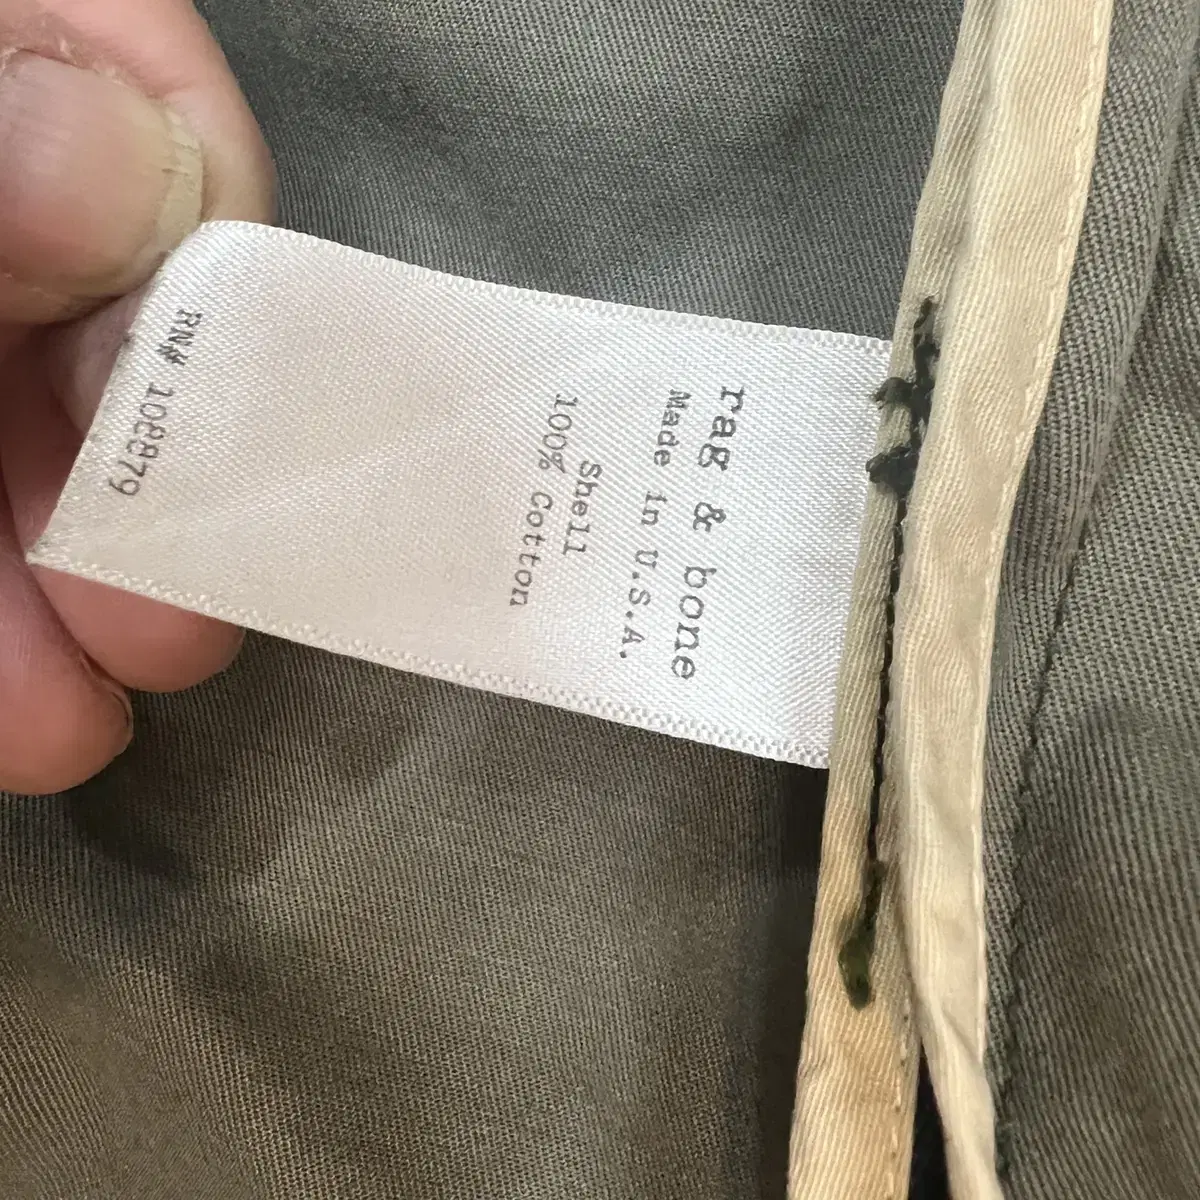 rag & bone
Made in U.S.A.
Shell
100% Cotton
RN# 108879